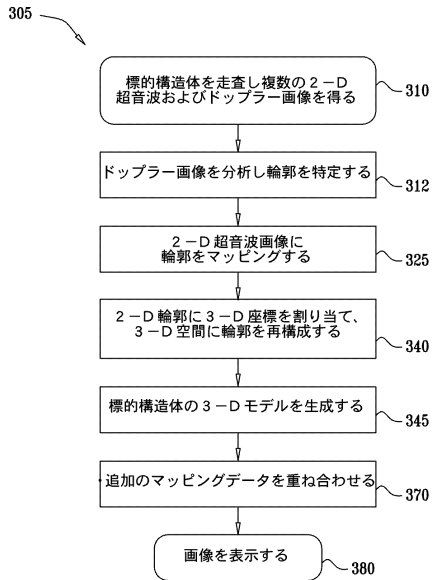 305
標的構造体を走査し複数の２－Ｄ
超音波およびドップラー画像を得る
310
ドップラー画像を分析し輪郭を特定する
312
２－Ｄ超音波画像に
輪郭をマッピングする
325
２－Ｄ輪郭に３－Ｄ座標を割り当て、
３－Ｄ空間に輪郭を再構成する
340
標的構造体の３－Ｄモデルを生成する
345
追加のマッピングデータを重ね合わせる
370
画像を表示する
380